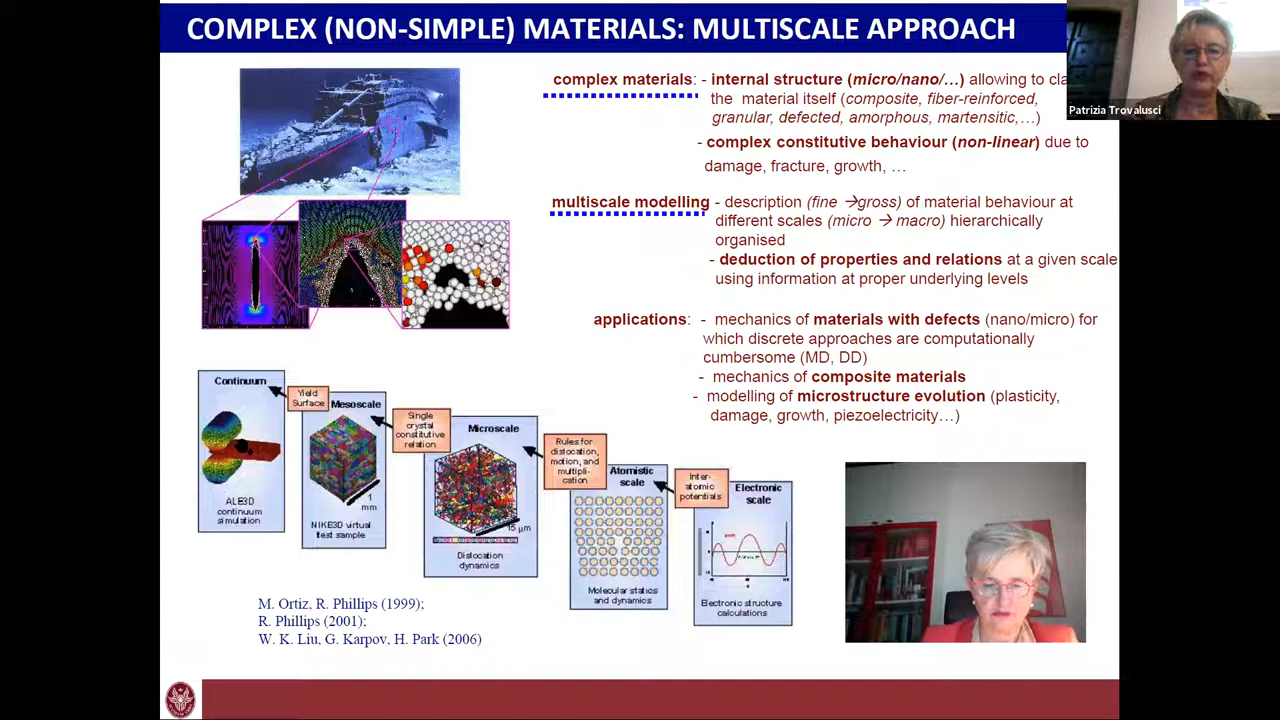 COMPLEX (NON-SIMPLE) MATERIALS: MULTISCALE APPROACH
Patrizia Trovalusci
complex materials: - internal structure (micro/nano/…) allowing to cla
the material itself (composite, fiber-reinforced,
granular, defected, amorphous, martensitic,…)
- complex constitutive behaviour (non-linear) due to
damage, fracture, growth, …
multiscale modelling - description (fine →gross) of material behaviour at
different scales (micro → macro) hierarchically
organised
- deduction of properties and relations at a given scale
using information at proper underlying levels
applications: - mechanics of materials with defects (nano/micro) for
which discrete approaches are computationally
cumbersome (MD, DD)
- mechanics of composite materials
- modelling of microstructure evolution (plasticity,
damage, growth, piezoelectricity…)
Continuum
ALE3D
continuum
simulation
Yield
Surface
Mesoscale
1
mm
NIKE3D virtual
test sample
Single
crystal
constitutive
relation
Microscale
15 μm
Dislocation
dynamics
Rules for
dislocation,
motion, and
multipli-
cation
Atomistic
scale
Molecular statics
and dynamics
Inter-
atomic
potentials
Electronic
scale
Electronic structure
calculations
M. Ortiz, R. Phillips (1999);
R. Phillips (2001);
W. K. Liu, G. Karpov, H. Park (2006)